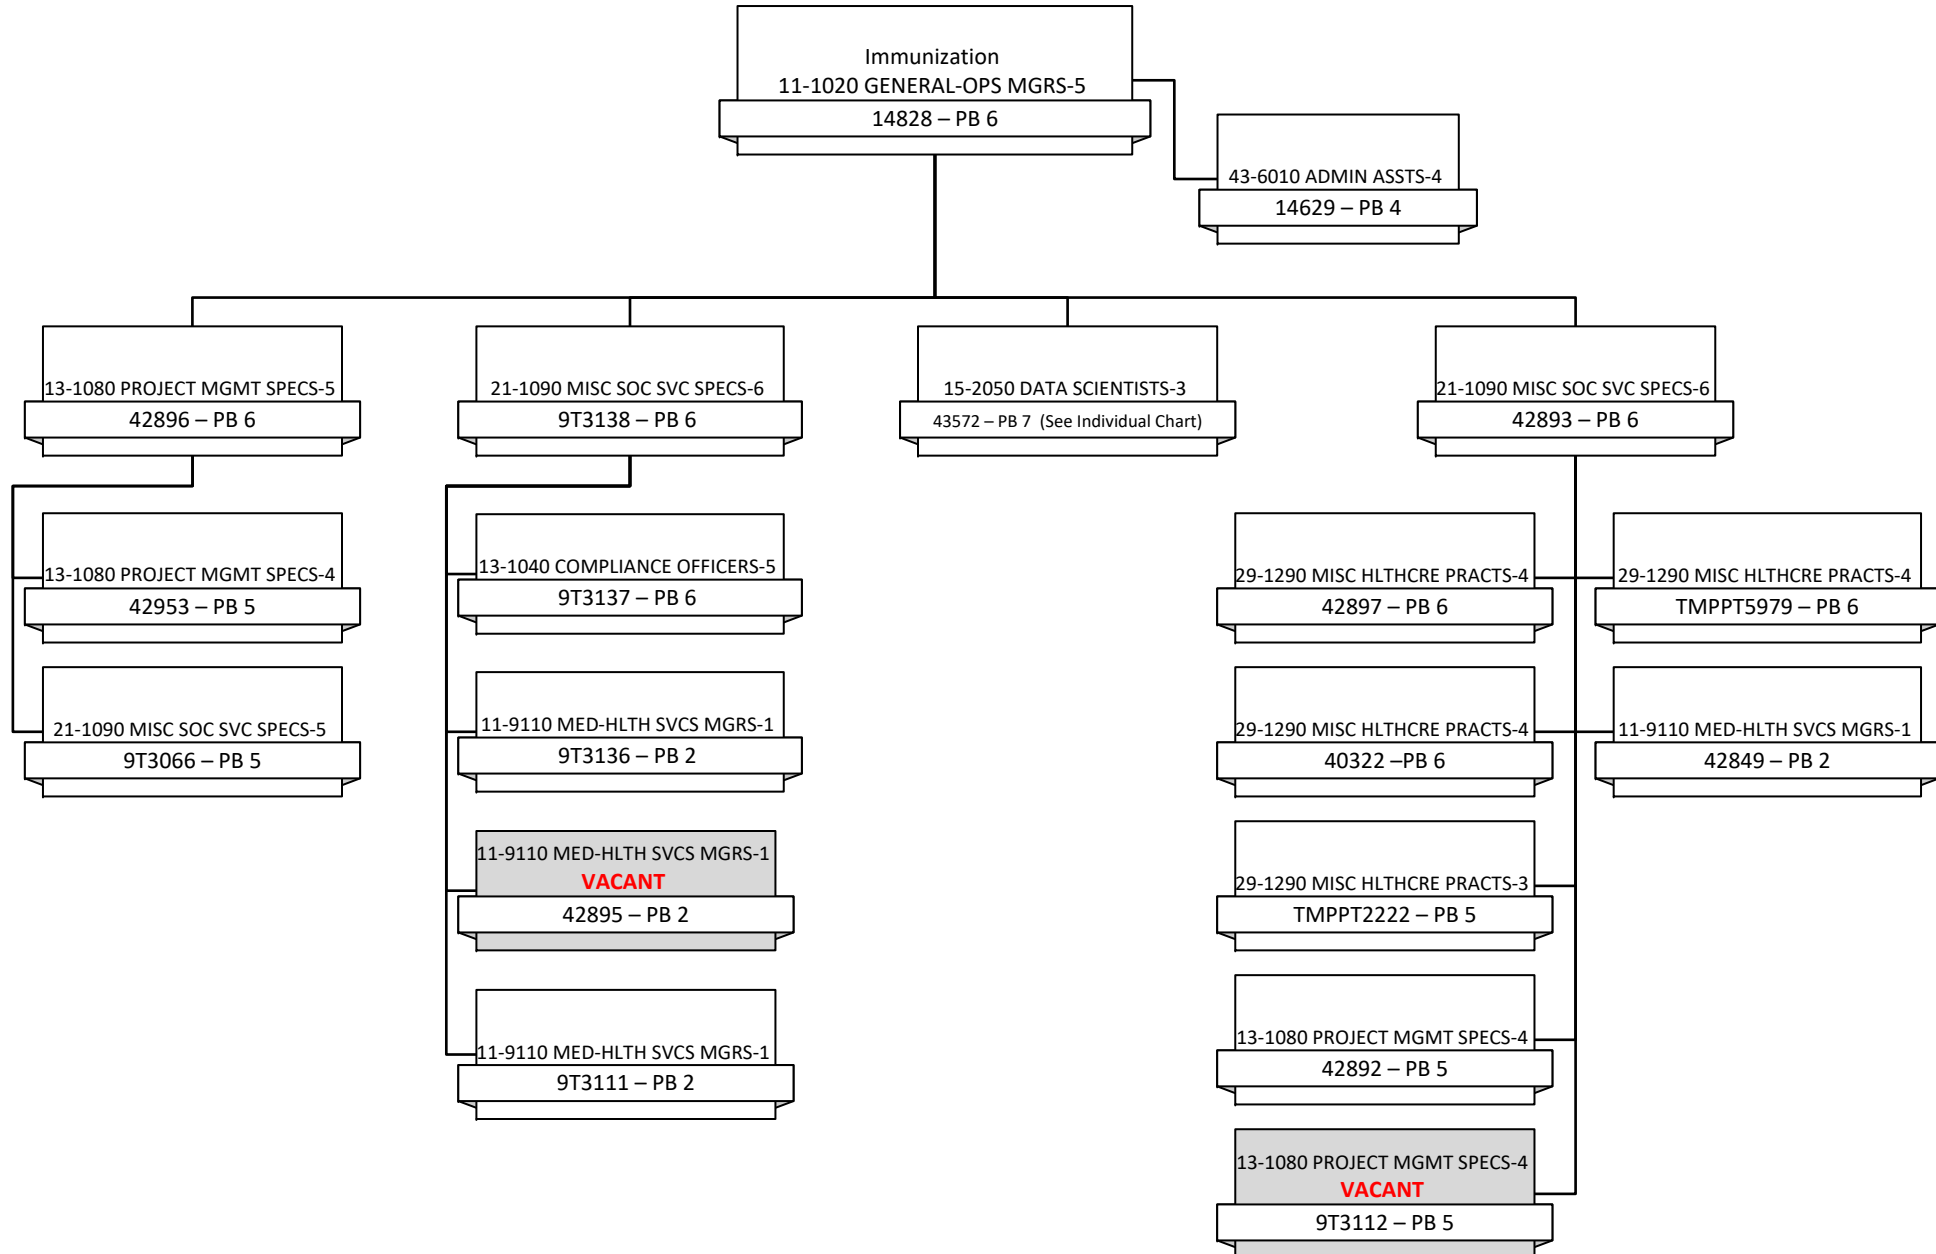 Immunization
11-1020 GENERAL-OPS MGRS-5
14828 – PB 6
43-6010 ADMIN ASSTS-4
14629 – PB 4
13-1080 PROJECT MGMT SPECS-5
42896 – PB 6
21-1090 MISC SOC SVC SPECS-6
9T3138 – PB 6
15-2050 DATA SCIENTISTS-3
43572 – PB 7 (See Individual Chart)
21-1090 MISC SOC SVC SPECS-6
42893 – PB 6
13-1080 PROJECT MGMT SPECS-4
42953 – PB 5
21-1090 MISC SOC SVC SPECS-5
9T3066 – PB 5
13-1040 COMPLIANCE OFFICERS-5
9T3137 – PB 6
11-9110 MED-HLTH SVCS MGRS-1
9T3136 – PB 2
11-9110 MED-HLTH SVCS MGRS-1
VACANT
42895 – PB 2
11-9110 MED-HLTH SVCS MGRS-1
9T3111 – PB 2
29-1290 MISC HLTHCRE PRACTS-4
42897 – PB 6
29-1290 MISC HLTHCRE PRACTS-4
TMPPT5979 – PB 6
29-1290 MISC HLTHCRE PRACTS-4
40322 –PB 6
11-9110 MED-HLTH SVCS MGRS-1
42849 – PB 2
29-1290 MISC HLTHCRE PRACTS-3
TMPPT2222 – PB 5
13-1080 PROJECT MGMT SPECS-4
42892 – PB 5
13-1080 PROJECT MGMT SPECS-4
VACANT
9T3112 – PB 5